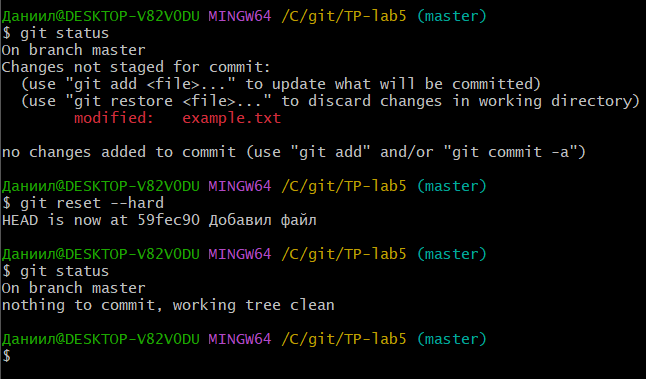 Даниил@DESKTOP-V82V0DU MINGW64 /C/git/TP-lab5 (master)
$ git status
On branch master
Changes not staged for commit:
  (use "git add <file>..." to update what will be committed)
  (use "git restore <file>..." to discard changes in working directory)
        modified:   example.txt

no changes added to commit (use "git add" and/or "git commit -a")

Даниил@DESKTOP-V82V0DU MINGW64 /C/git/TP-lab5 (master)
$ git reset --hard
HEAD is now at 59fec90 Добавил файл

Даниил@DESKTOP-V82V0DU MINGW64 /C/git/TP-lab5 (master)
$ git status
On branch master
nothing to commit, working tree clean

Даниил@DESKTOP-V82V0DU MINGW64 /C/git/TP-lab5 (master)
$